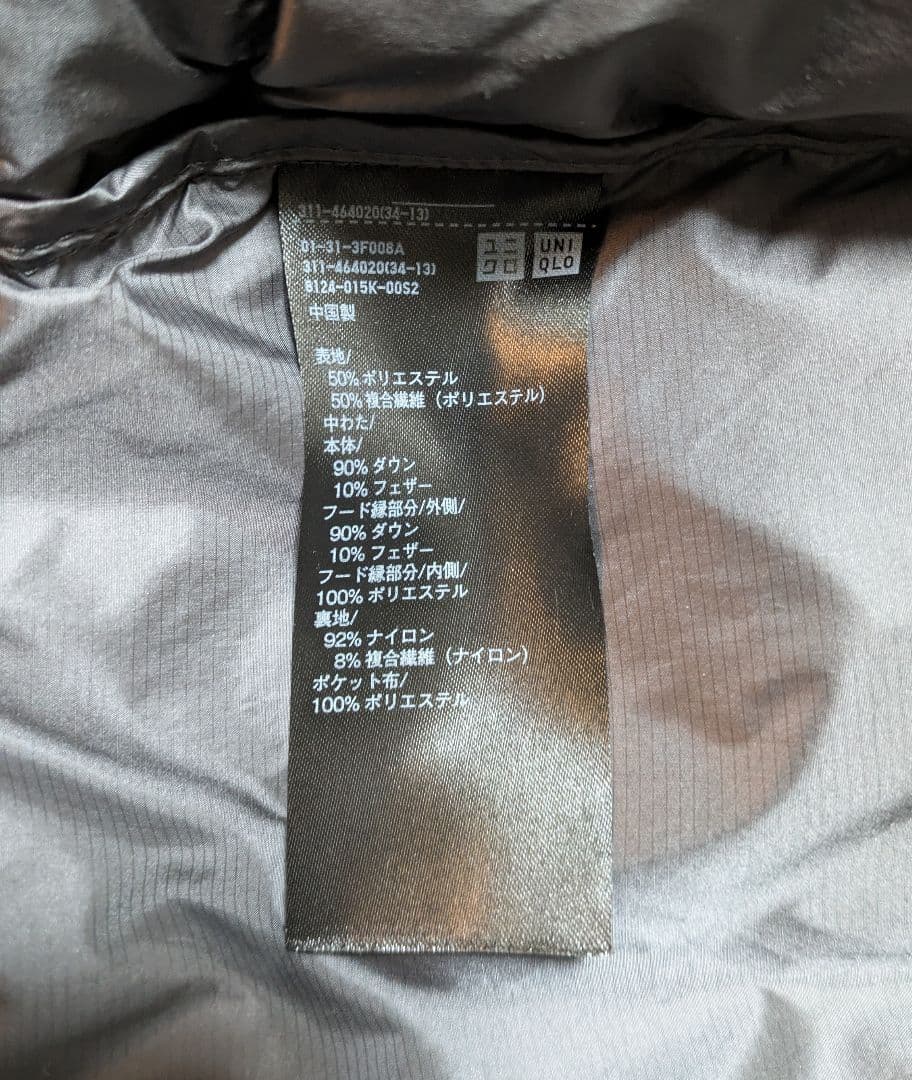 311-464020(34-13)
01-31-3F008A
311-464020(34-13)
8124-015K-00S2
ユニ
クロ
UNI
QLO
中国製
表地/
50% ポリエステル
50% 複合繊維（ポリエステル）
中わた/
本体/
90% ダウン
10% フェザー
フード縁部分/外側/
90% ダウン
10% フェザー
フード縁部分/内側/
100% ポリエステル
裏地/
92% ナイロン
8% 複合繊維（ナイロン）
ポケット布/
100% ポリエステル